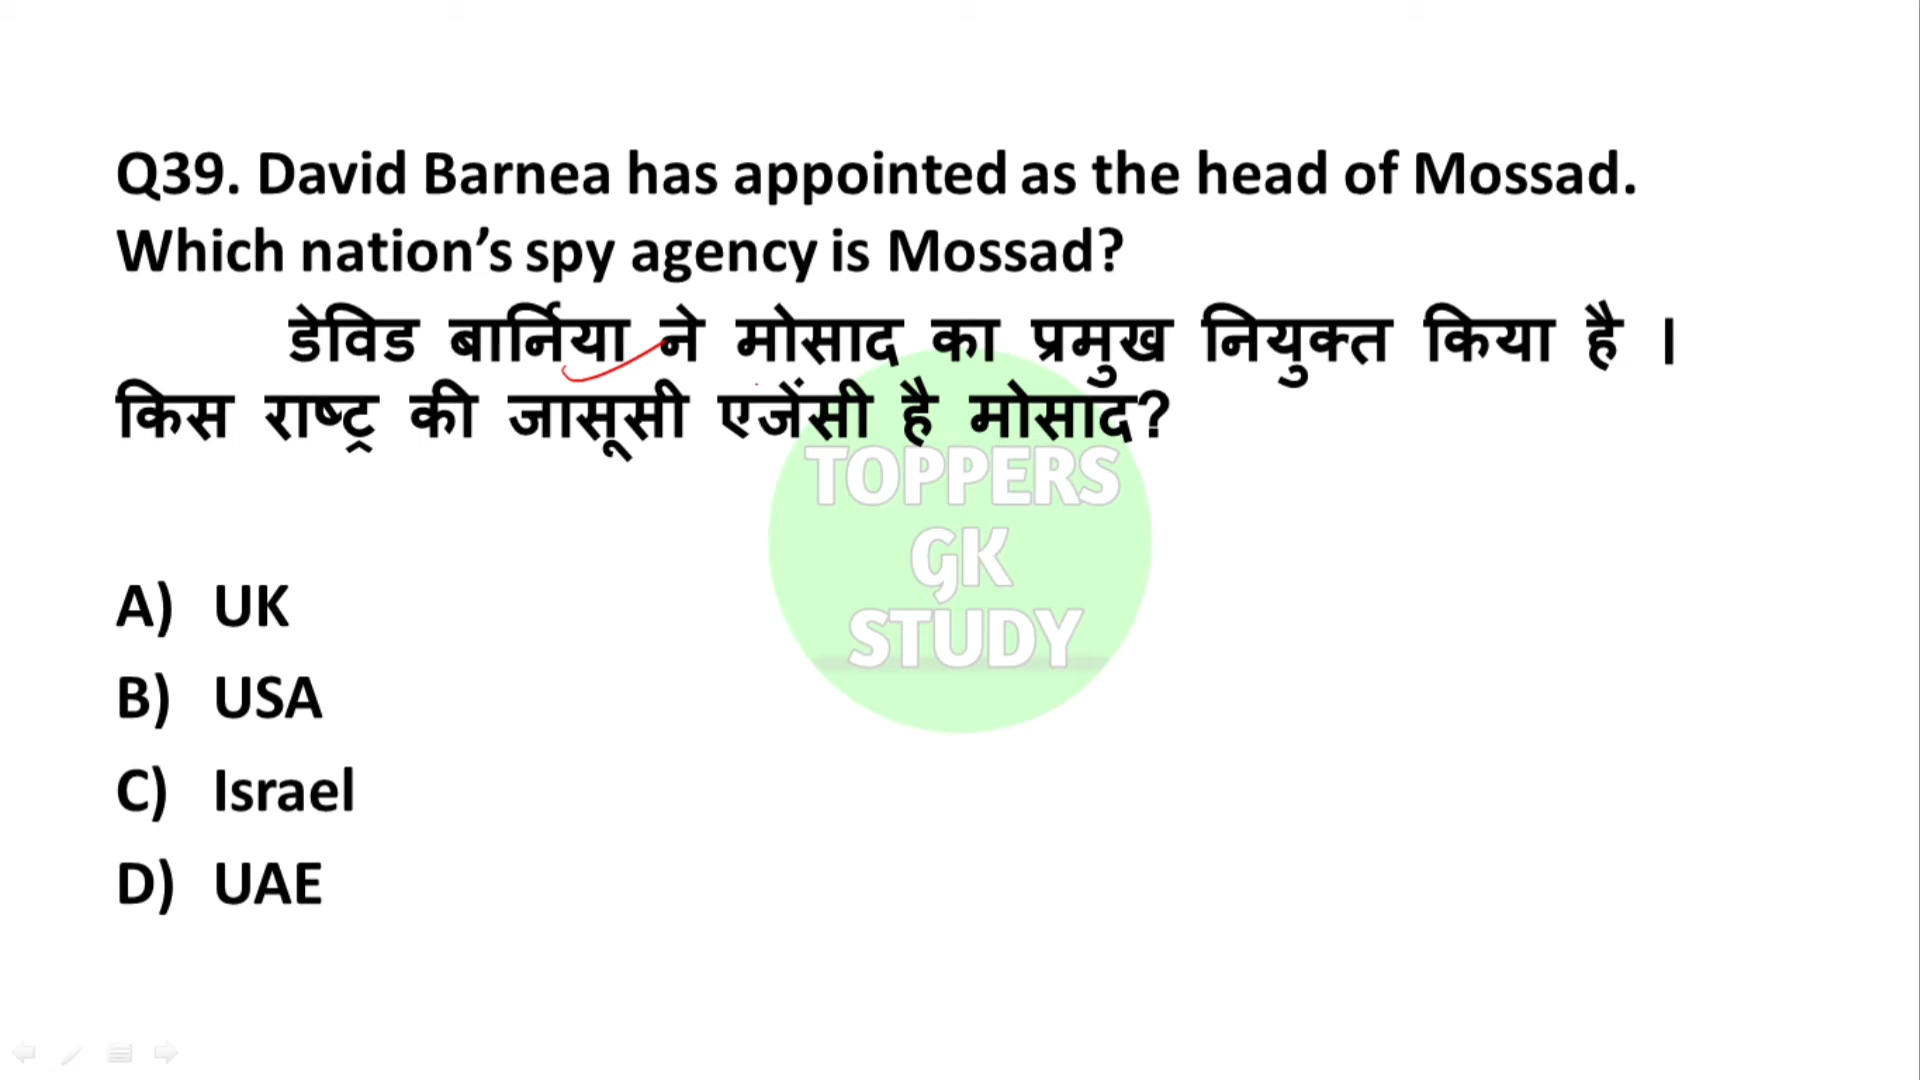 Q39. David Barnea has appointed as the head of Mossad.
Which nation’s spy agency is Mossad?
डेविड बार्निया ने मोसाद का प्रमुख नियुक्त किया है ।
किस राष्ट्र की जासूसी एजेंसी है मोसाद?
TOPPERS
GK
STUDY
A) UK
B) USA
C) Israel
D) UAE